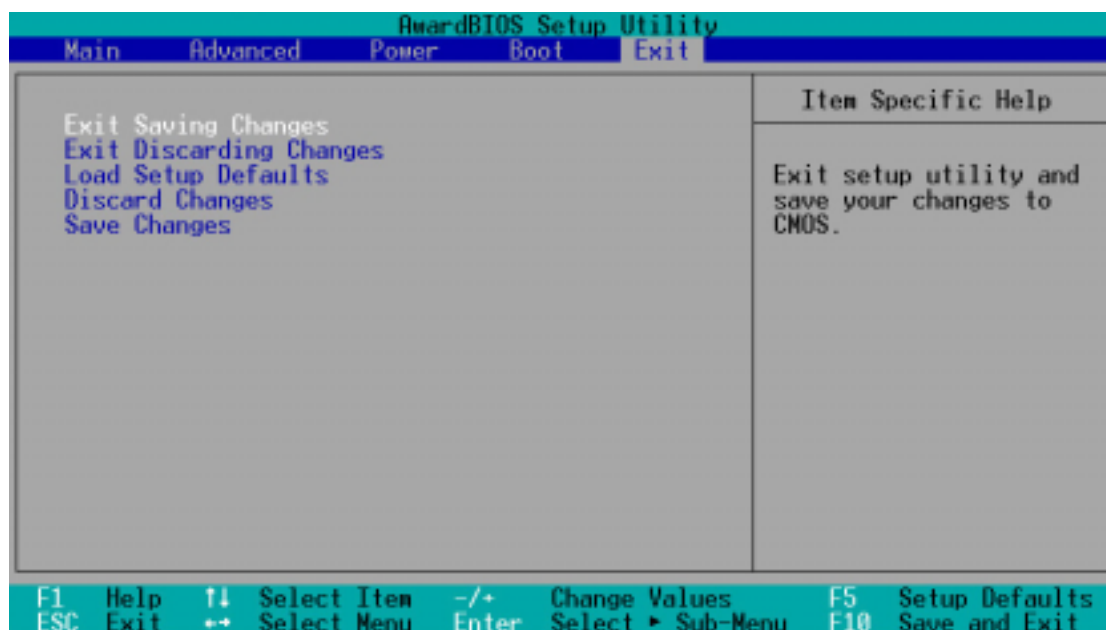 AwardBIOS Setup Utility
Main Advanced Power Boot Exit
Item Specific Help
Exit Saving Changes
Exit Discarding Changes
Load Setup Defaults
Discard Changes
Save Changes
Exit setup utility and
save your changes to
CMOS.
F1 Help ↑↓ Select Item -/+ Change Values F5 Setup Defaults
ESC Exit ←→ Select Menu Enter Select ► Sub-Menu F10 Save and Exit